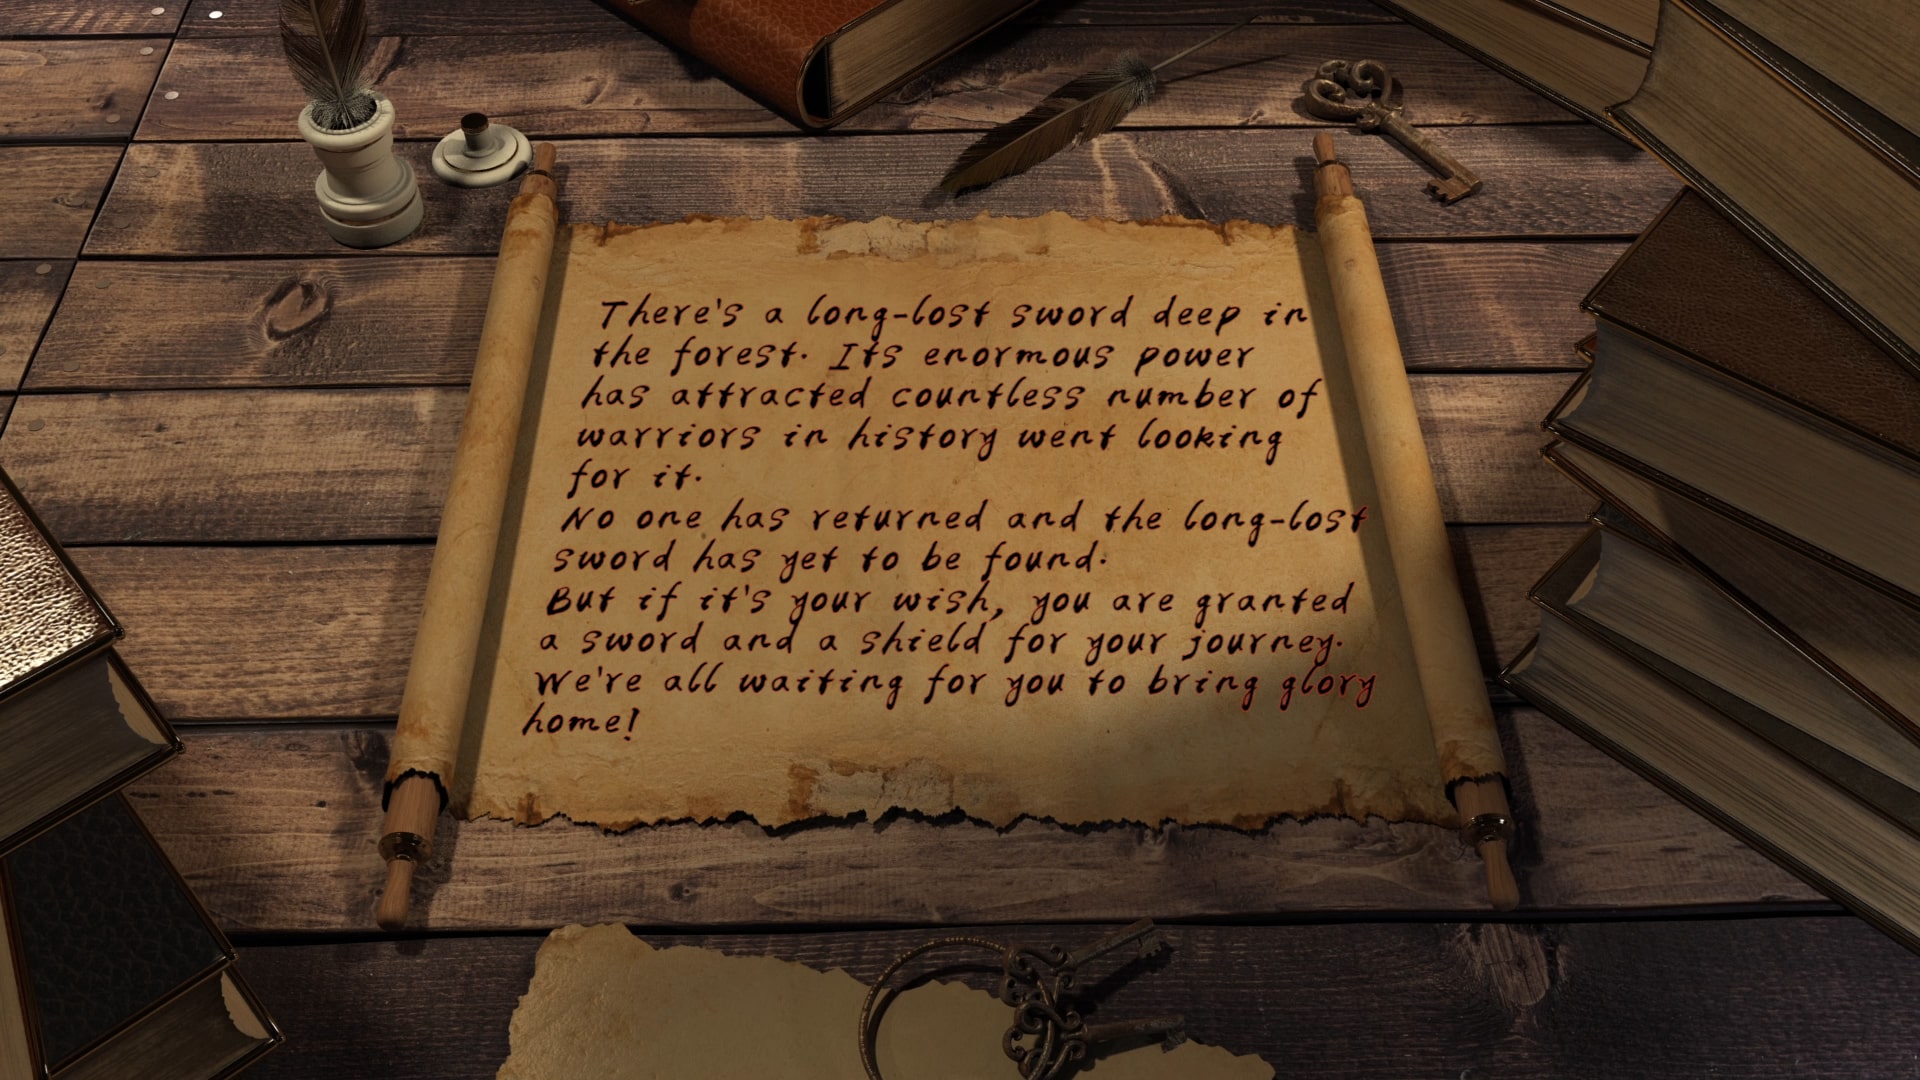 There's a long-lost sword deep in
the forest. Its enormous power
has attracted countless number of
warriors in history went looking
for it.
No one has returned and the long-lost
sword has yet to be found.
But if it's your wish, you are granted
a sword and a shield for your journey.
We're all waiting for you to bring glory
home!